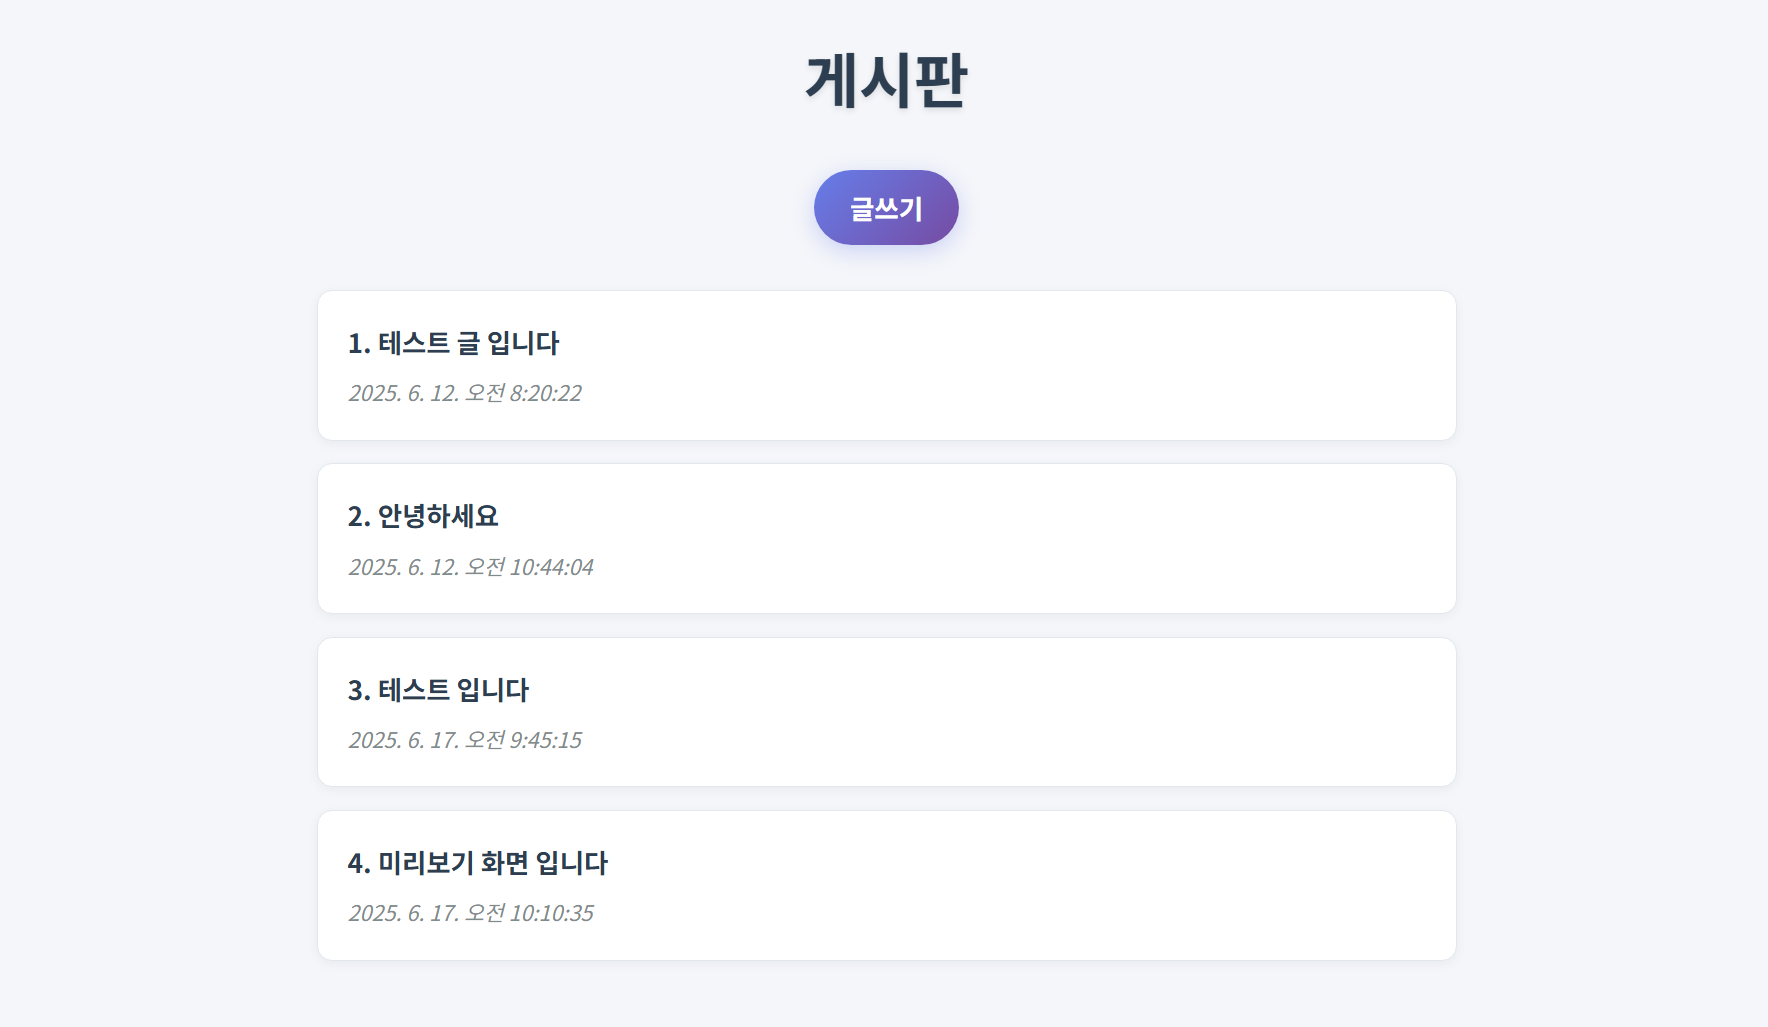 게시판
글쓰기
1. 테스트 글 입니다
2025. 6. 12. 오전 8:20:22
2. 안녕하세요
2025. 6. 12. 오전 10:44:04
3. 테스트 입니다
2025. 6. 17. 오전 9:45:15
4. 미리보기 화면 입니다
2025. 6. 17. 오전 10:10:35